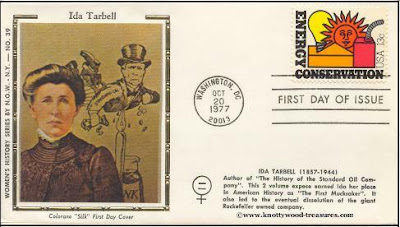 Ida Tarbell
WOMEN'S HISTORY SERIES BY N.O.W. - N.Y. - NO. 39
Colorano "Silk" First Day Cover
WASHINGTON, DC
OCT
20
1977
20013
ENERGY
CONSERVATION
USA 13c
FIRST DAY OF ISSUE
IDA TARBELL (1857-1944)
Author of "The History of the Standard Oil Com-
pany". This 2 volume expose earned Ida her place
in American History as "The First Muckraker". It
also led to the eventual dissolution of the giant
Rockefeller owned company.
©www.knottywood-treasures.com